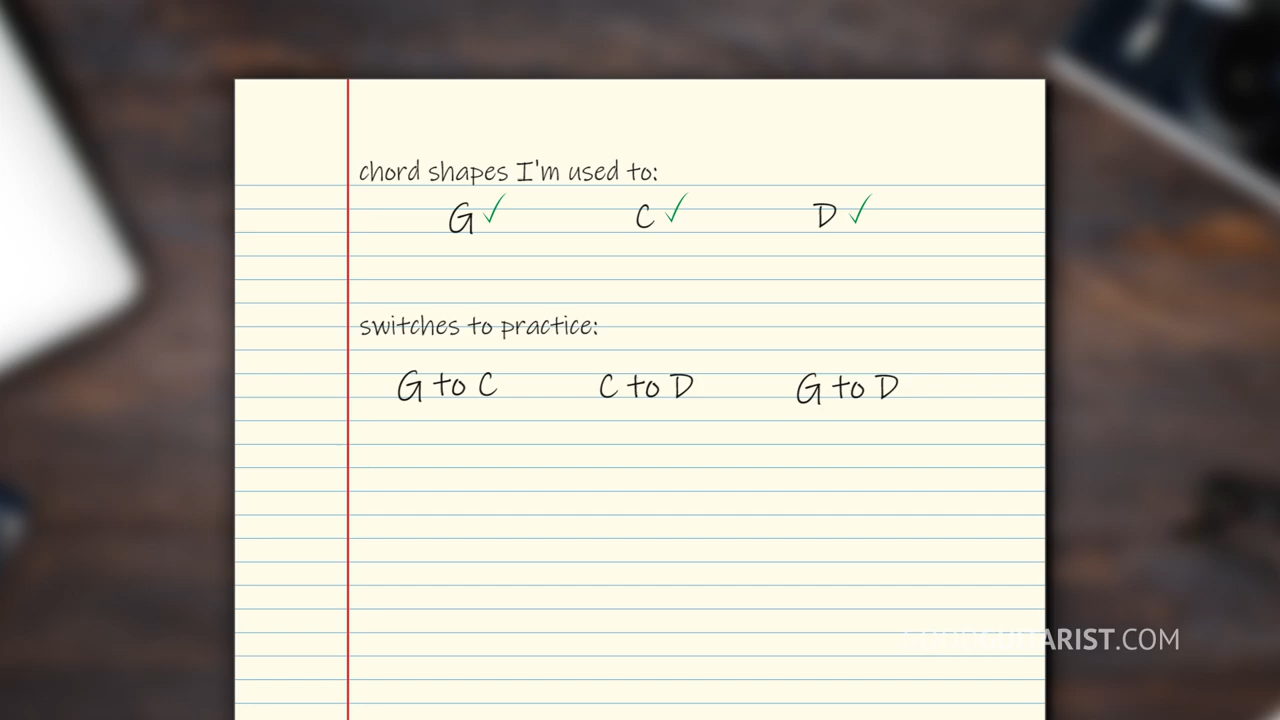 chord shapes I'm used to:
G ✓ C ✓ D ✓
switches to practice:
G to C C to D G to D